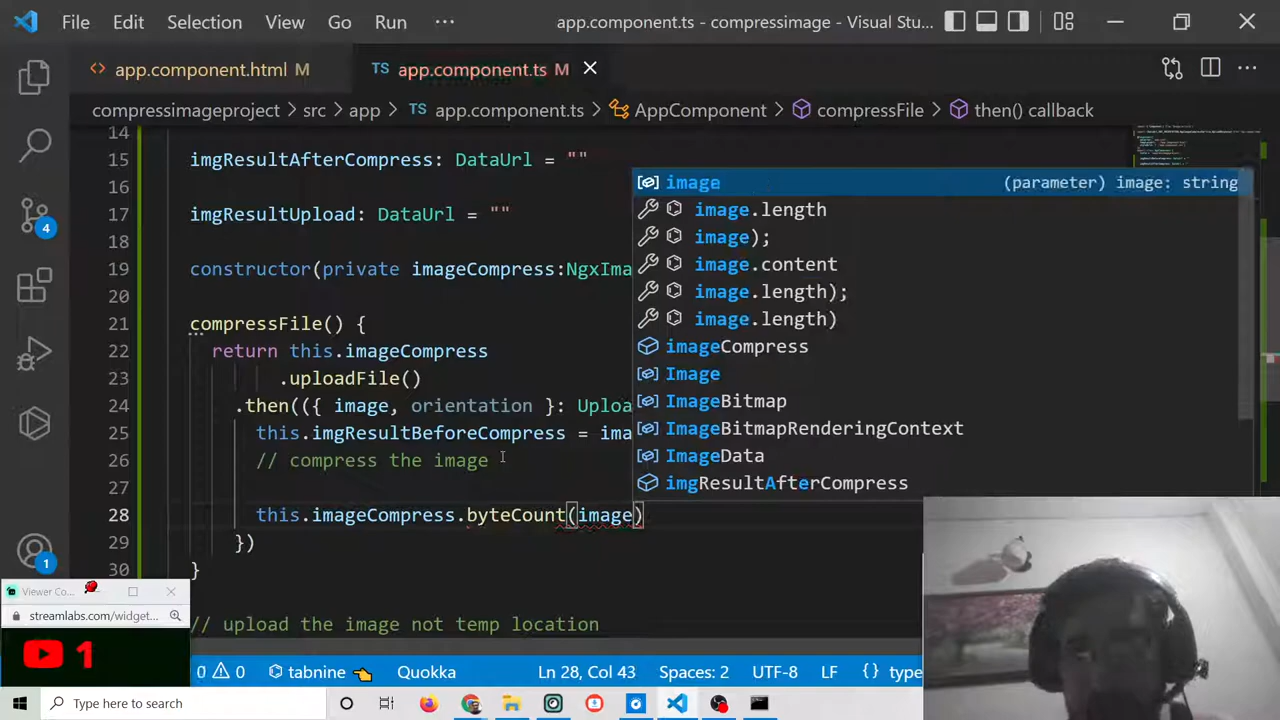 File Edit Selection View Go Run ··· app.component.ts - compressimage - Visual Stu...
<> app.component.html M TS app.component.ts M
compressimageproject > src > app > TS app.component.ts > AppComponent > compressFile > then() callback
14
15 imgResultAfterCompress: DataUrl = ""
16
17 imgResultUpload: DataUrl = ""
18
19 constructor(private imageCompress:NgxIma
20
21 compressFile() {
22 return this.imageCompress
23 .uploadFile()
24 .then(({ image, orientation }: Uplo
25 this.imgResultBeforeCompress = ima
26 // compress the image
27
28 this.imageCompress.byteCount(image)
29 })
30 }
// upload the image not temp location
image (parameter) image: string
image.length
image);
image.content
image.length);
image.length)
imageCompress
Image
ImageBitmap
ImageBitmapRenderingContext
ImageData
imgResultAfterCompress
4
1
Viewer Co...
streamlabs.com/widget...
1
0 0 tabnine Quokka Ln 28, Col 43 Spaces: 2 UTF-8 LF {} type
Type here to search